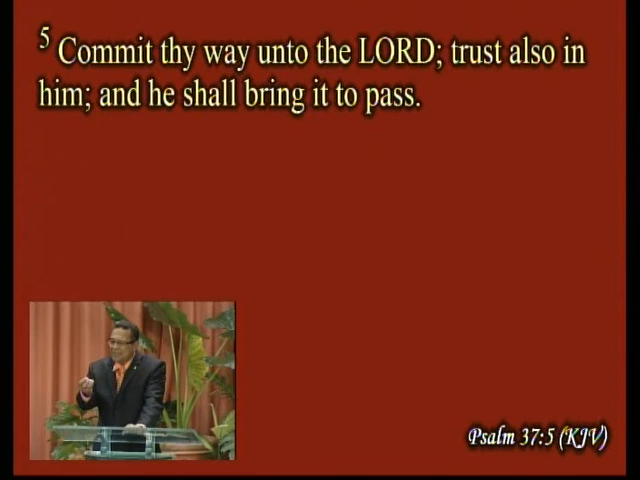 5 Commit thy way unto the LORD; trust also in
him; and he shall bring it to pass.
Psalm 37:5 (KJV)